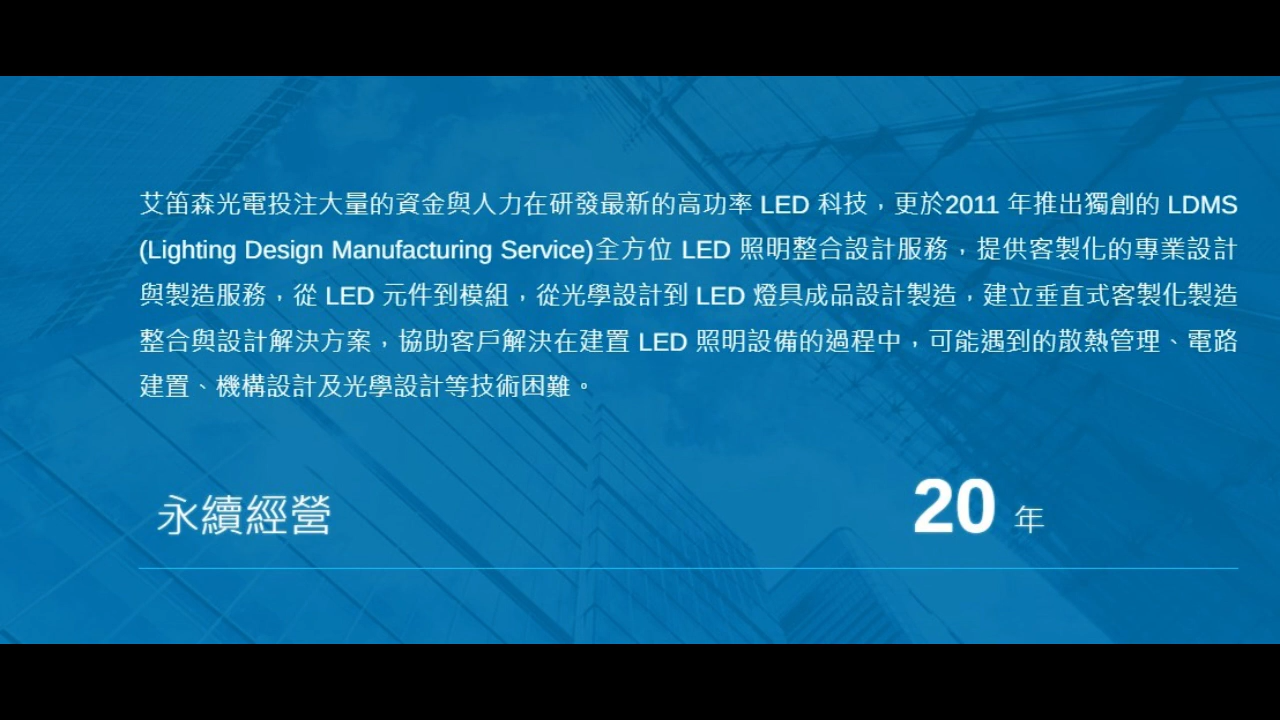 艾笛森光電投注大量的資金與人力在研發最新的高功率 LED 科技，更於2011 年推出獨創的 LDMS
(Lighting Design Manufacturing Service)全方位 LED 照明整合設計服務，提供客製化的專業設計
與製造服務，從 LED 元件到模組，從光學設計到 LED 燈具成品設計製造，建立垂直式客製化製造
整合與設計解決方案，協助客戶解決在建置 LED 照明設備的過程中，可能遇到的散熱管理、電路
建置、機構設計及光學設計等技術困難。
永續經營 20 年